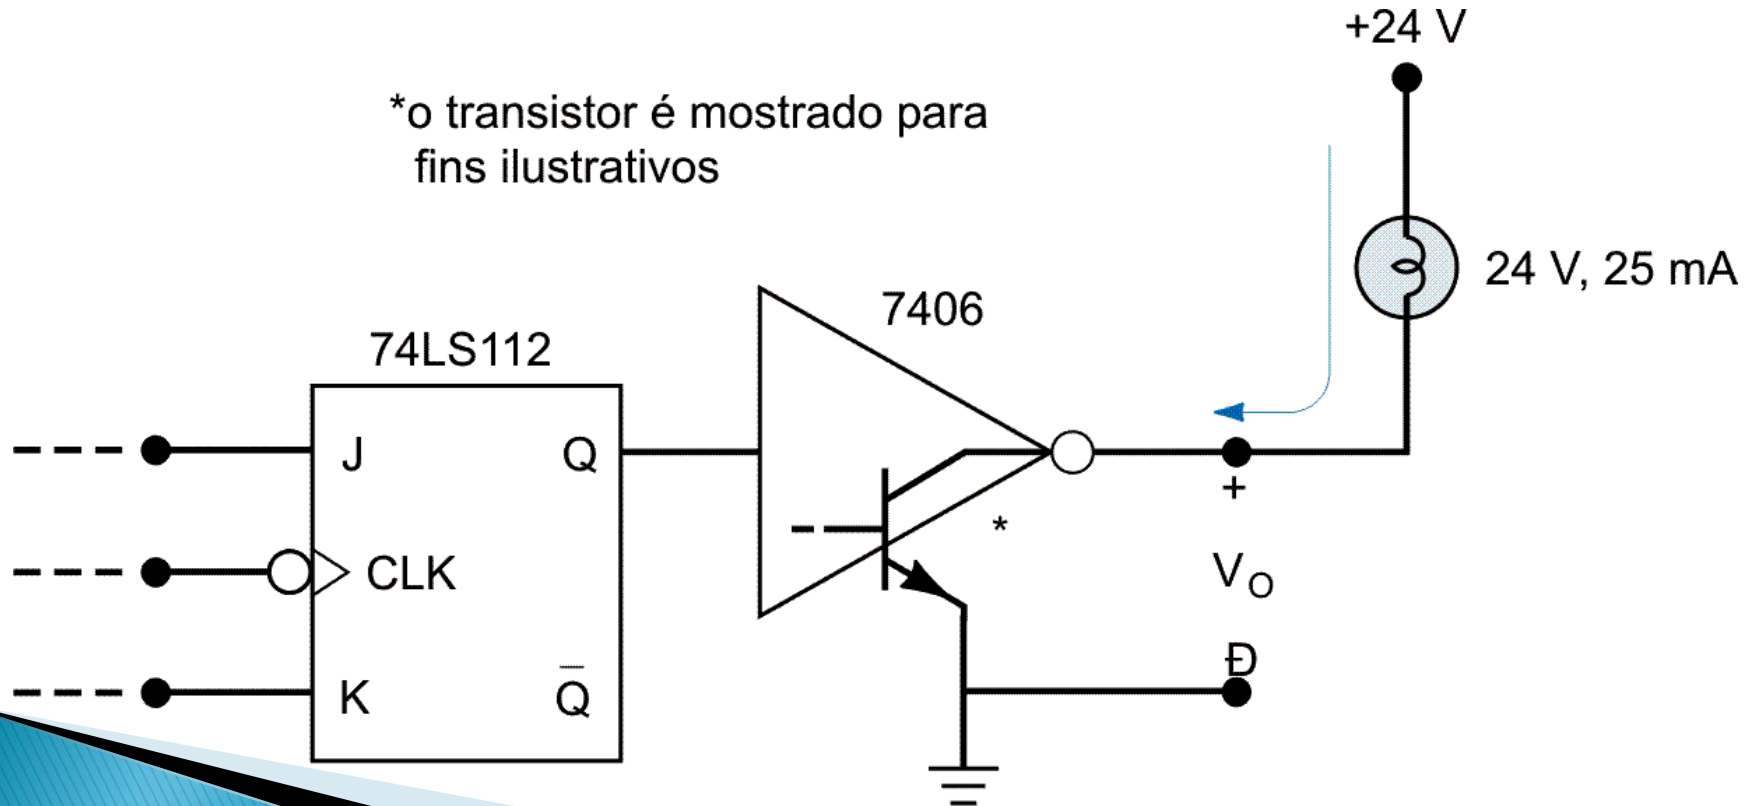 +24 V
*o transistor é mostrado para
fins ilustrativos
24 V, 25 mA
7406
74LS112
J
Q
+
*
CLK
VO
Đ
K
Q̅